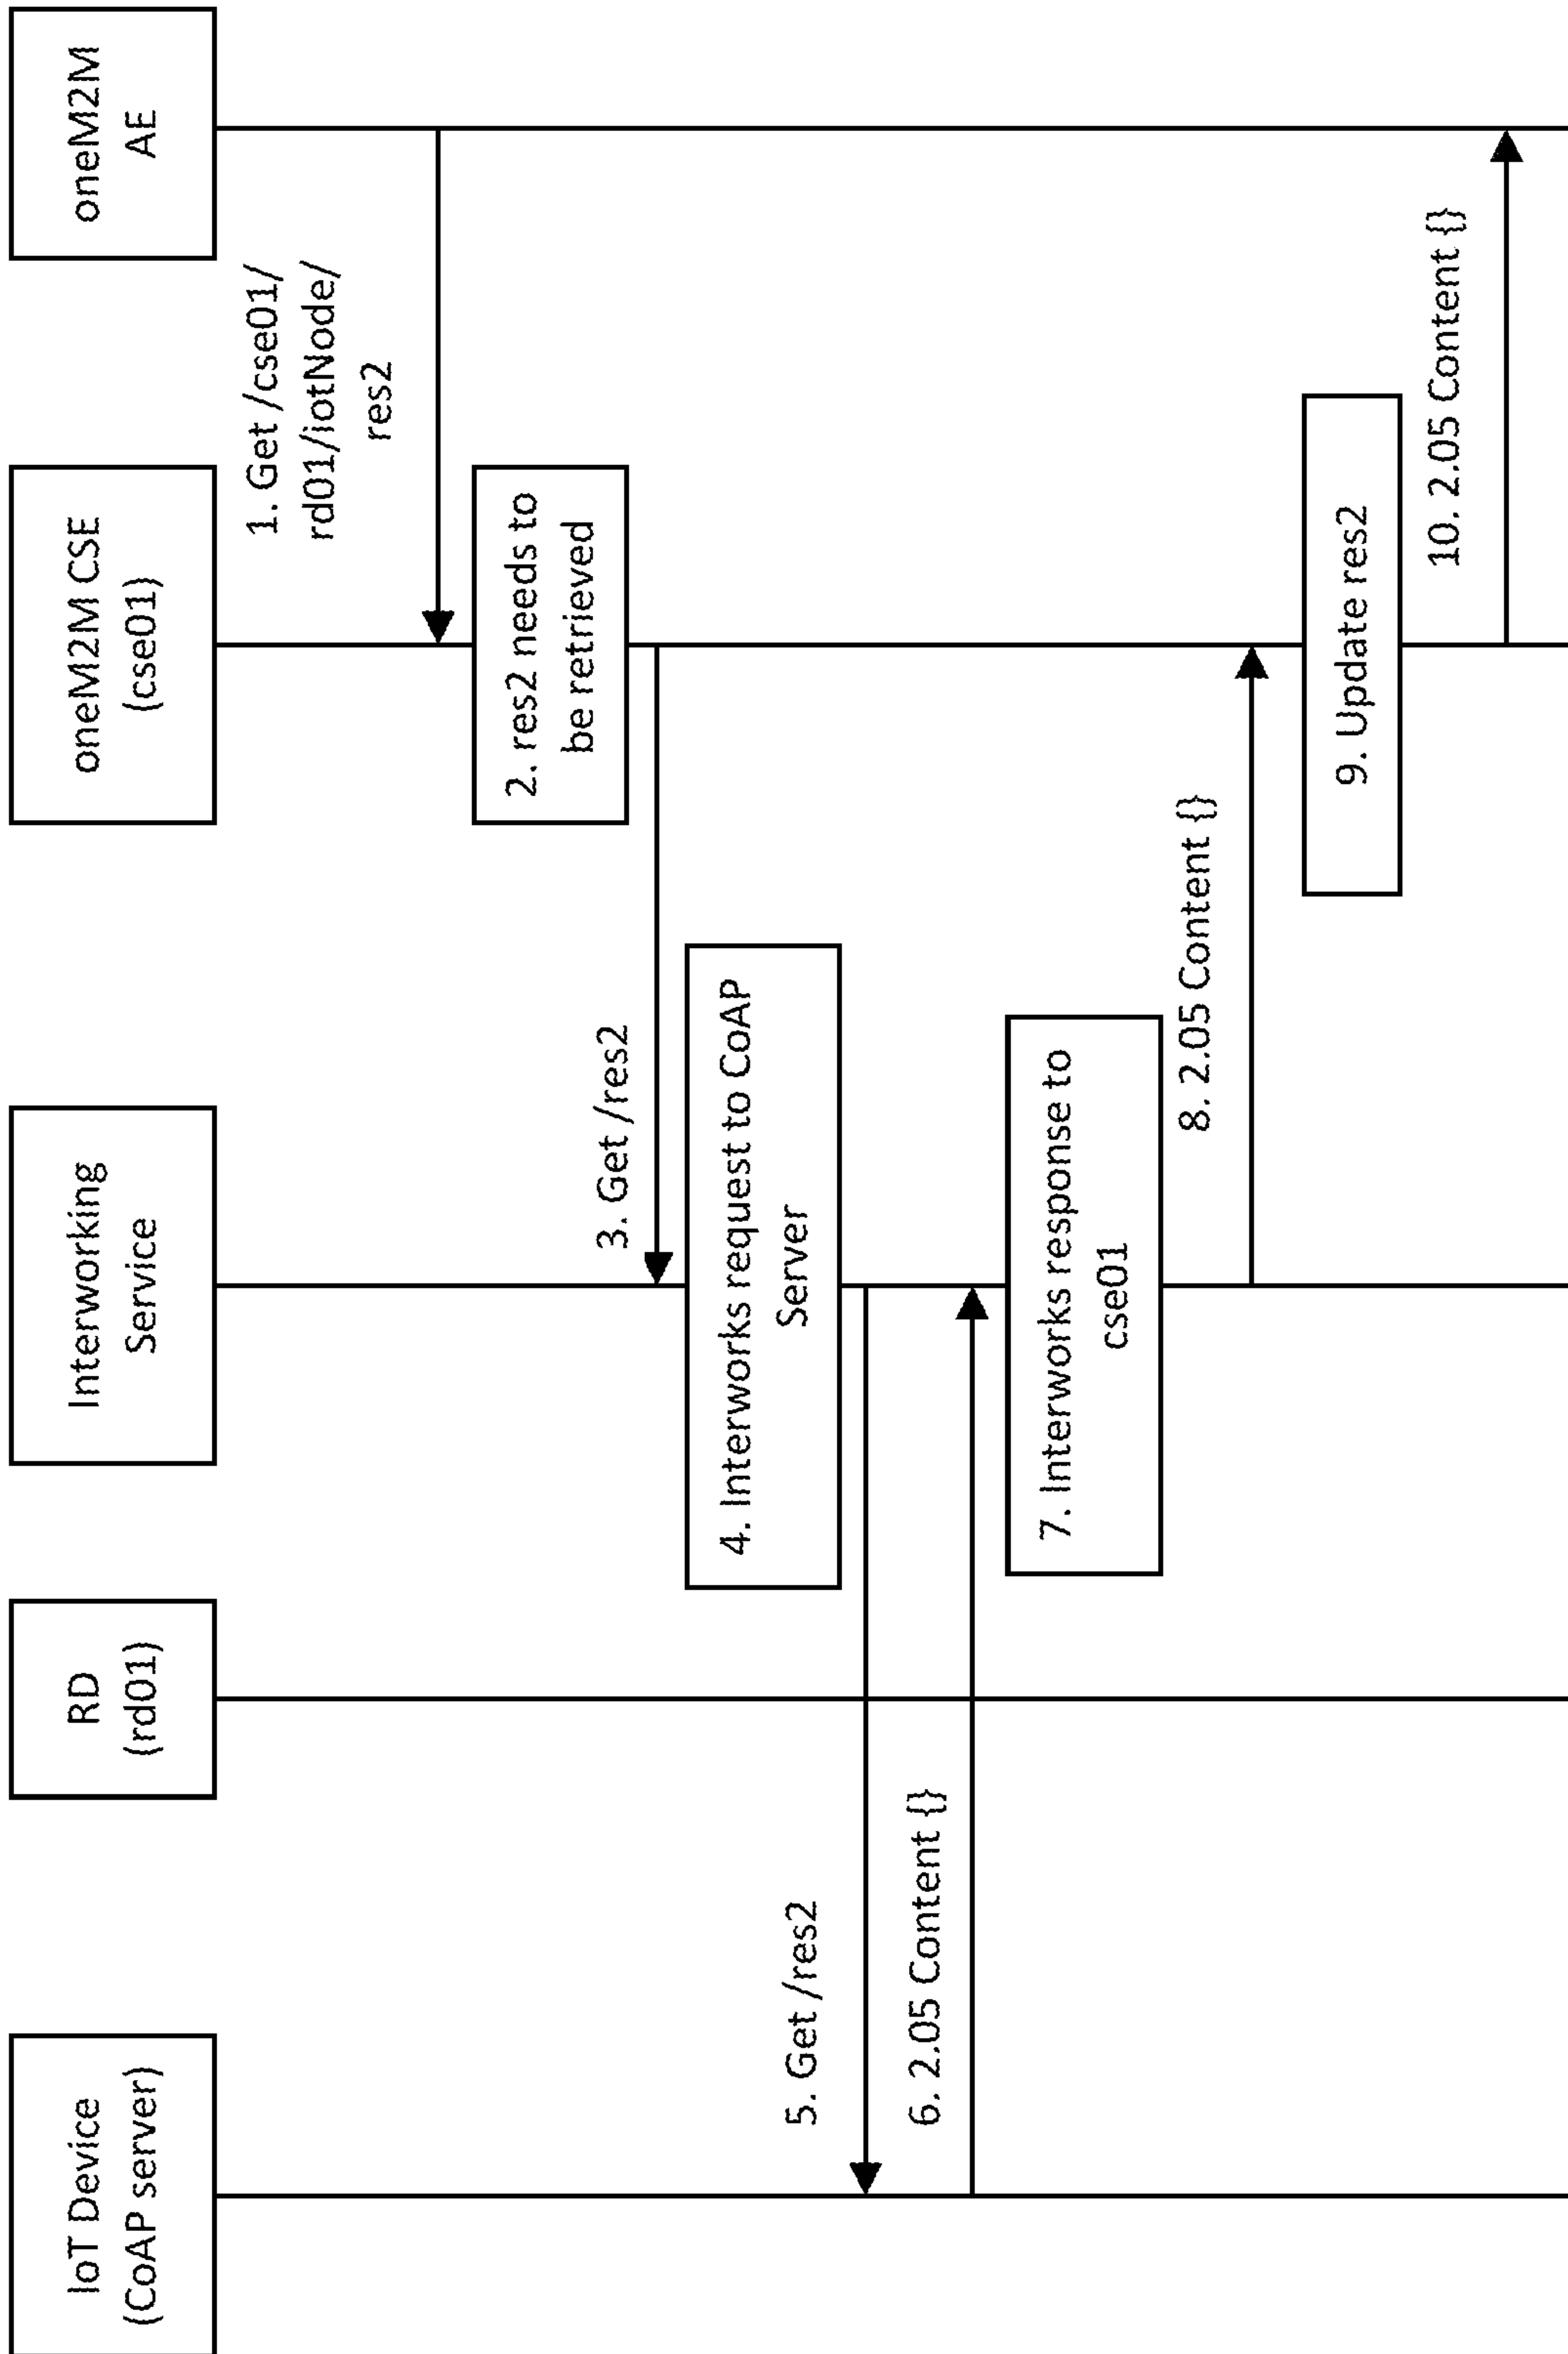 IoT Device
(CoAP server)
RD
(rd01)
Interworking
Service
oneM2M CSE
(cse01)
oneM2M
AE
1. Get /cse01/
rd01/iotNode/
res2
2. res2 needs to
be retrieved
3. Get /res2
4. Interworks request to CoAP
Server
5. Get /res2
6. 2.05 Content {}
7. Interworks response to
cse01
8. 2.05 Content {}
9. Update res2
10. 2.05 Content {}